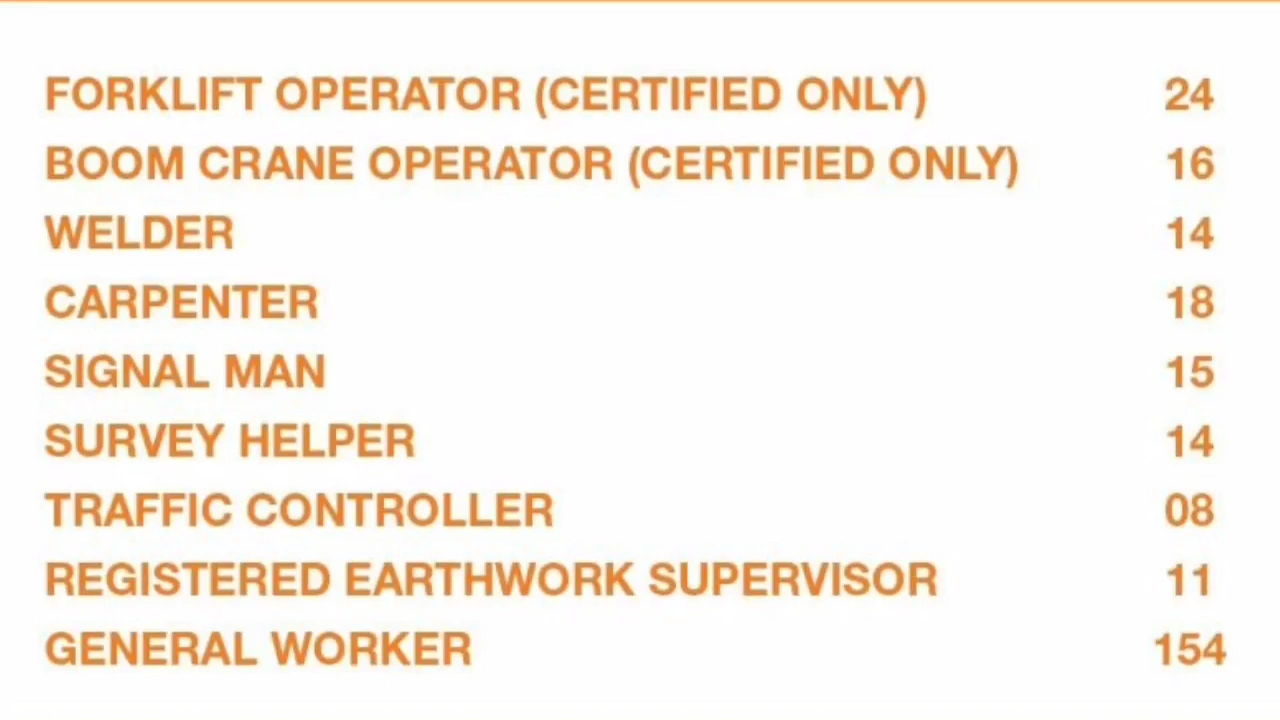 FORKLIFT OPERATOR (CERTIFIED ONLY) 24
BOOM CRANE OPERATOR (CERTIFIED ONLY) 16
WELDER 14
CARPENTER 18
SIGNAL MAN 15
SURVEY HELPER 14
TRAFFIC CONTROLLER 08
REGISTERED EARTHWORK SUPERVISOR 11
GENERAL WORKER 154